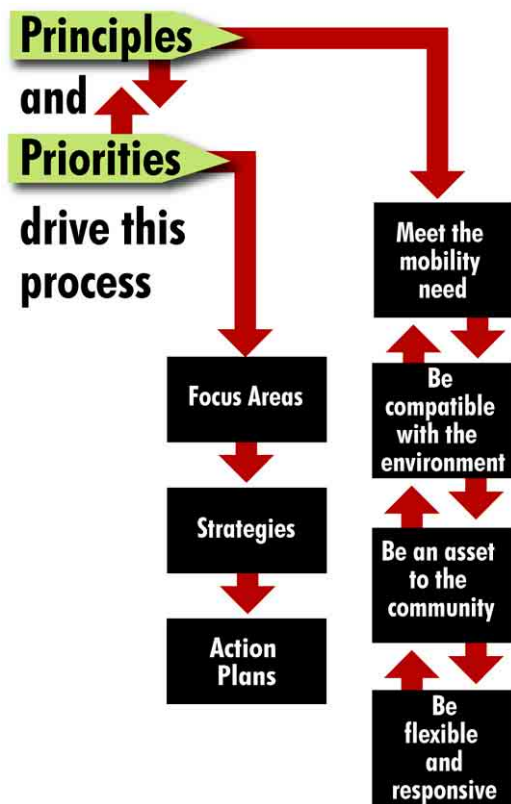 Principles
and
Priorities
drive this
process
Focus Areas
Strategies
Action
Plans
Meet the
mobility
need
Be
compatible
with the
environment
Be an asset
to the
community
Be
flexible
and
responsive